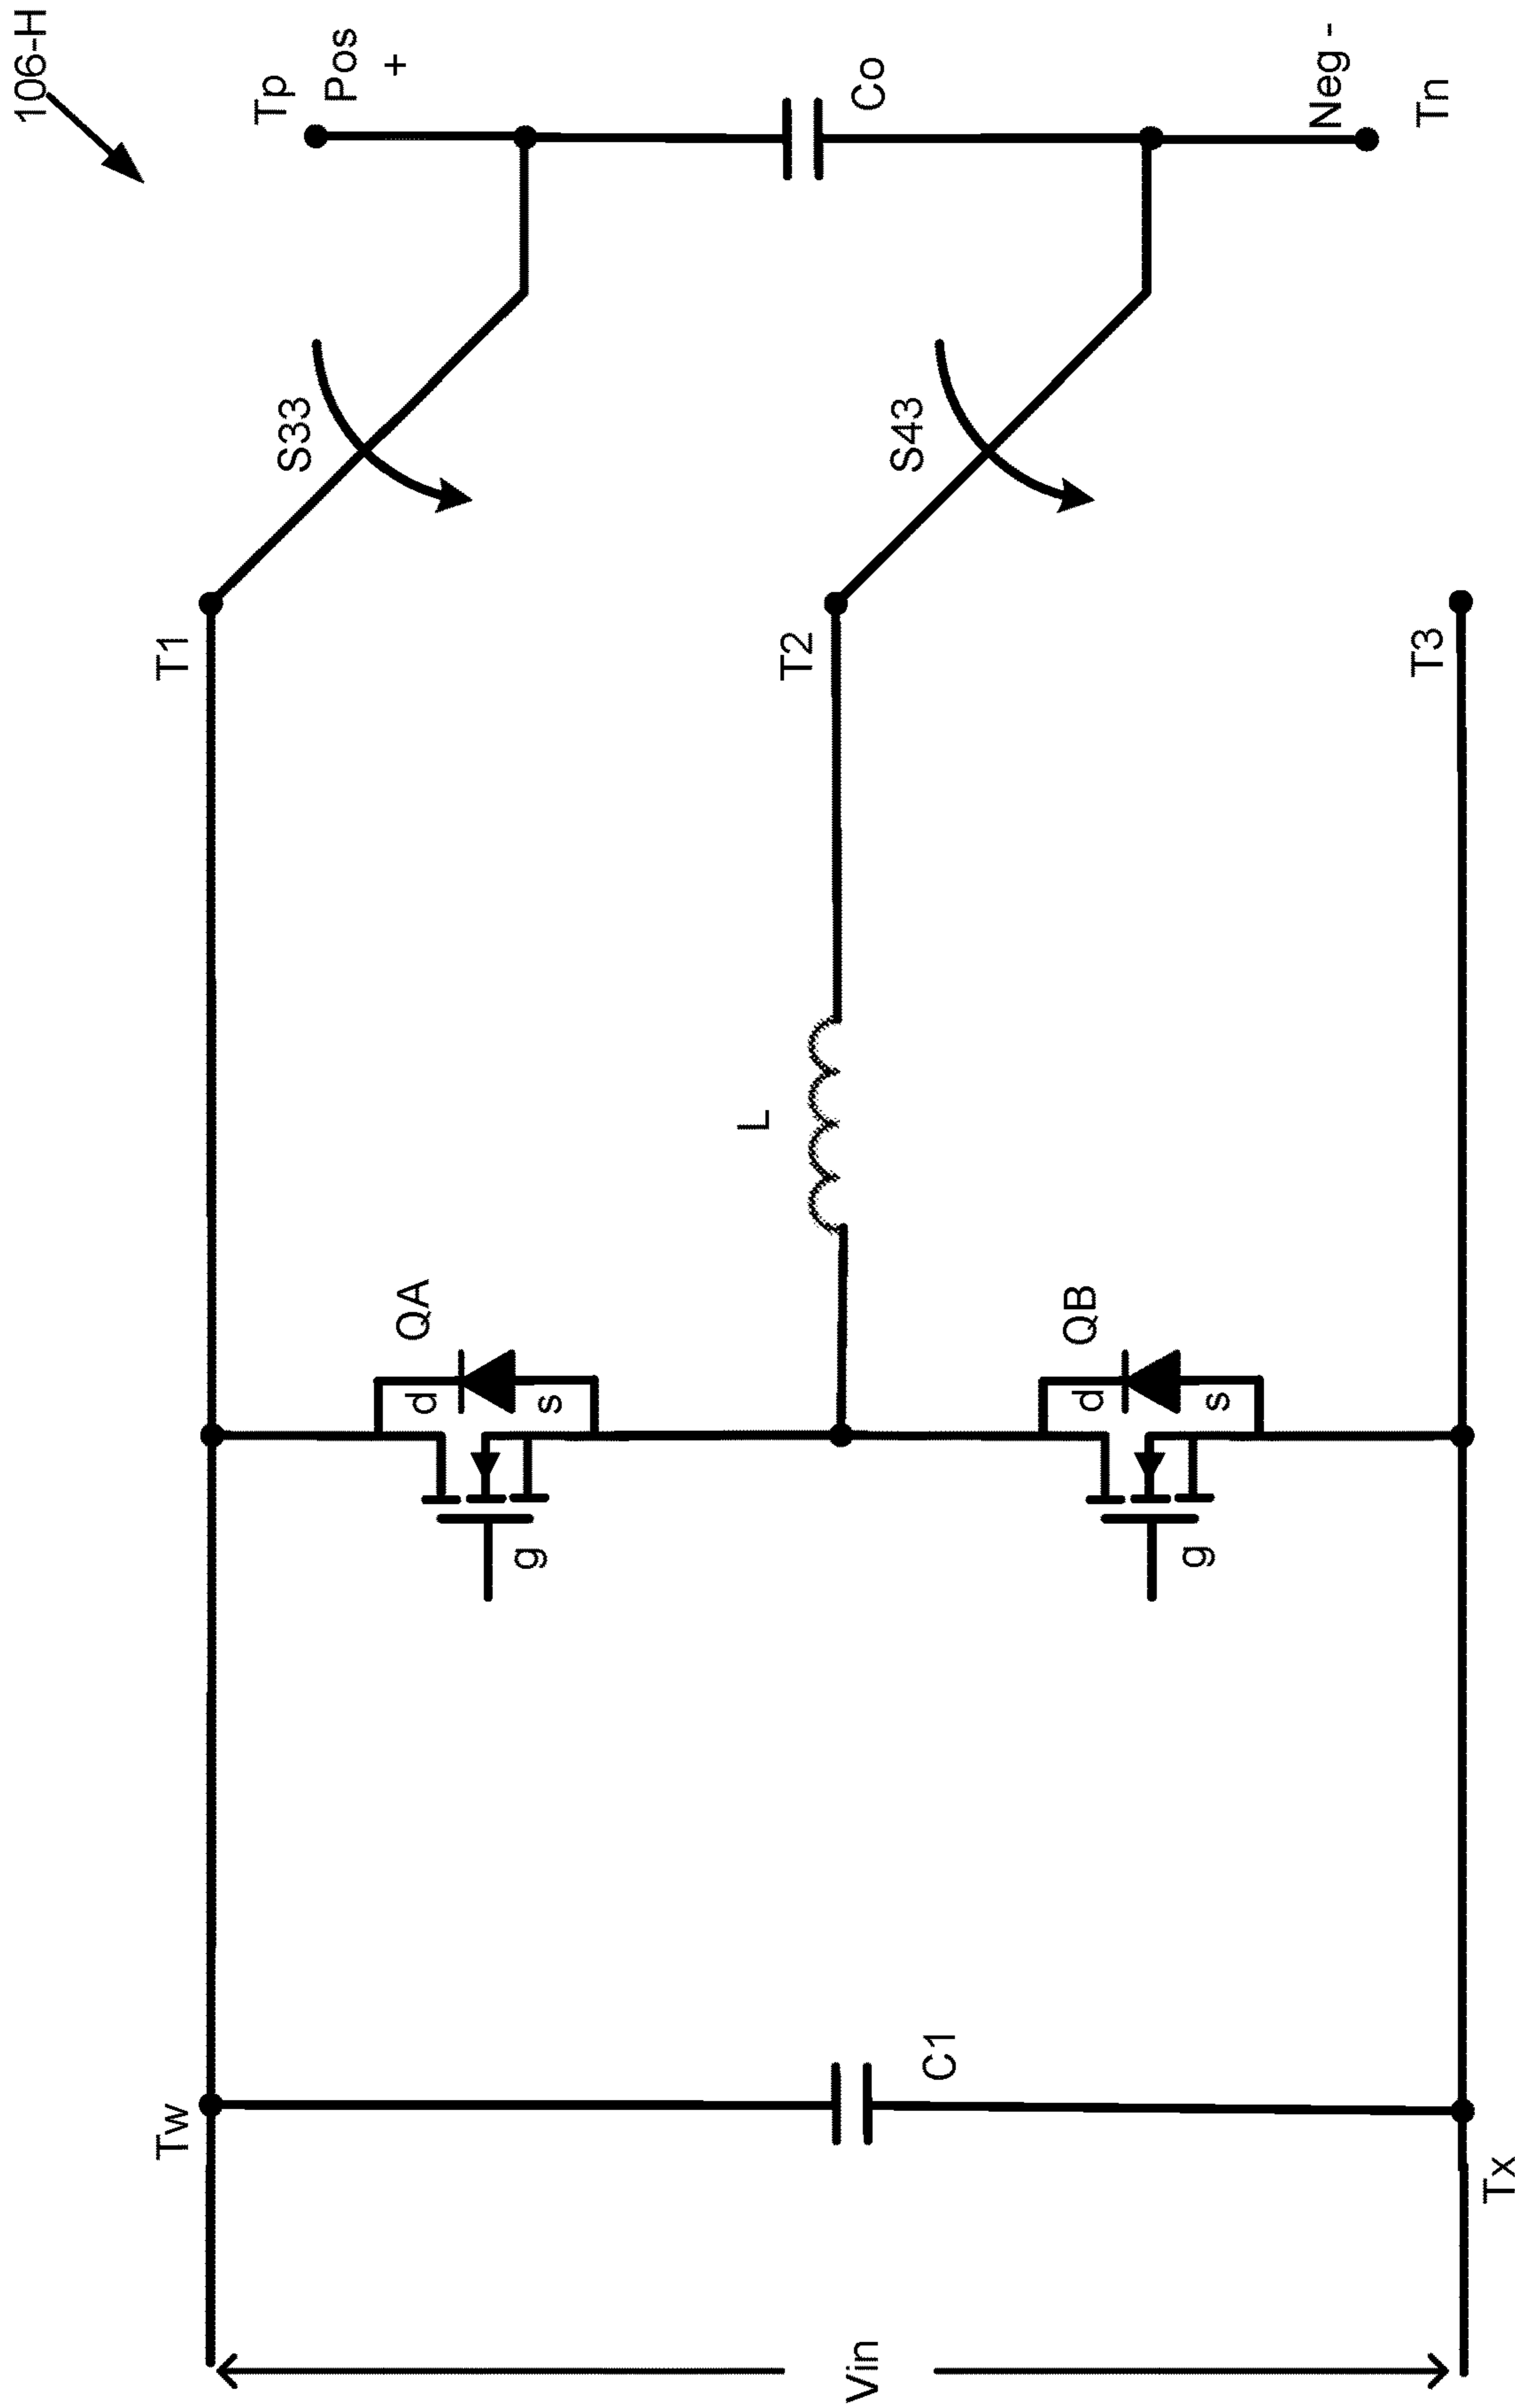 106-H
Tp
Pos
+
Co
Neg -
Tn
S33
S43
T1
T2
T3
L
QA
d
s
g
QB
d
s
g
Tw
C1
Tx
Vin